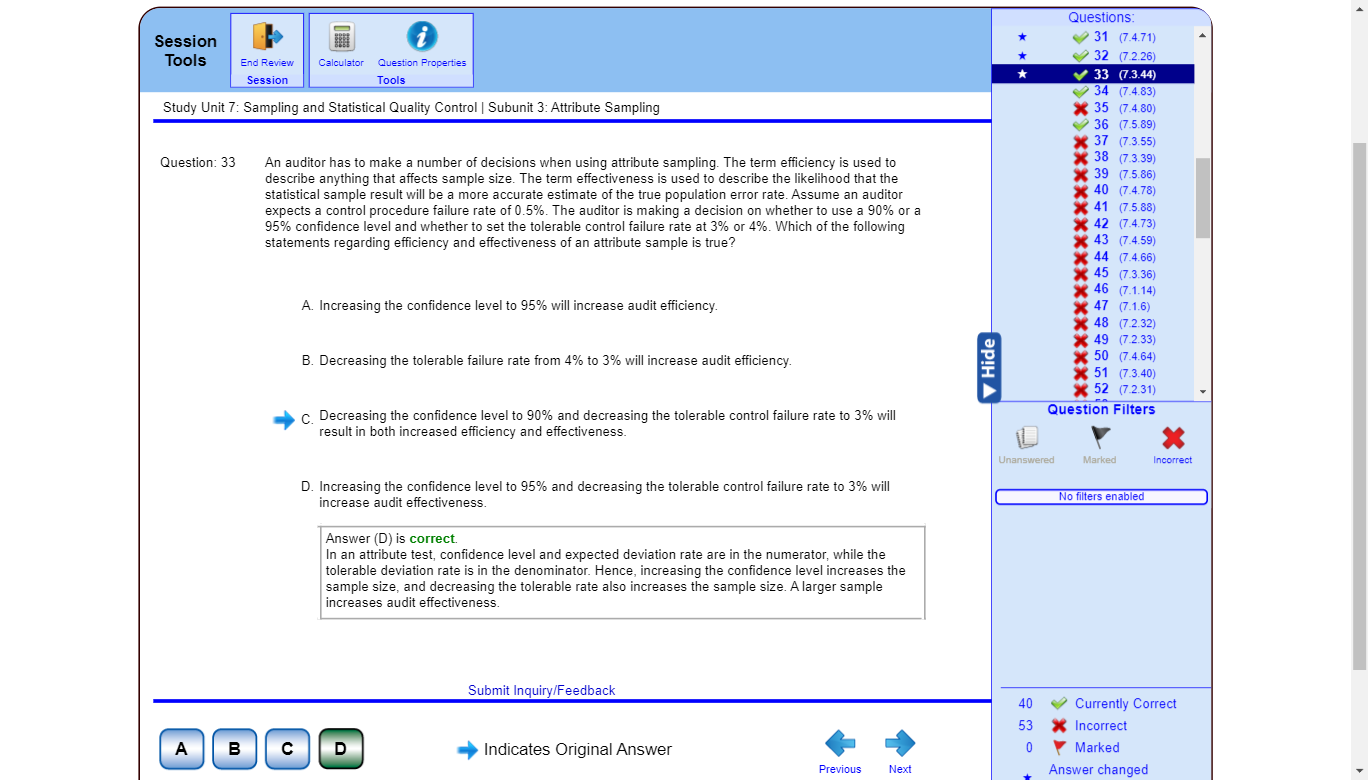 Session
Tools
End Review
Session
Calculator
Question Properties
Tools
Study Unit 7: Sampling and Statistical Quality Control | Subunit 3: Attribute Sampling
Question: 33
An auditor has to make a number of decisions when using attribute sampling. The term efficiency is used to
describe anything that affects sample size. The term effectiveness is used to describe the likelihood that the
statistical sample result will be a more accurate estimate of the true population error rate. Assume an auditor
expects a control procedure failure rate of 0.5%. The auditor is making a decision on whether to use a 90% or a
95% confidence level and whether to set the tolerable control failure rate at 3% or 4%. Which of the following
statements regarding efficiency and effectiveness of an attribute sample is true?
A. Increasing the confidence level to 95% will increase audit efficiency.
B. Decreasing the tolerable failure rate from 4% to 3% will increase audit efficiency.
C. Decreasing the confidence level to 90% and decreasing the tolerable control failure rate to 3% will
result in both increased efficiency and effectiveness.
D. Increasing the confidence level to 95% and decreasing the tolerable control failure rate to 3% will
increase audit effectiveness.
Answer (D) is correct.
In an attribute test, confidence level and expected deviation rate are in the numerator, while the
tolerable deviation rate is in the denominator. Hence, increasing the confidence level increases the
sample size, and decreasing the tolerable rate also increases the sample size. A larger sample
increases audit effectiveness.
Submit Inquiry/Feedback
A B C D
Indicates Original Answer
Previous
Next
Questions:
31 (7.4.71)
32 (7.2.26)
33 (7.3.44)
34 (7.4.83)
35 (7.4.80)
36 (7.5.89)
37 (7.3.55)
38 (7.3.39)
39 (7.5.86)
40 (7.4.78)
41 (7.5.88)
42 (7.4.73)
43 (7.4.59)
44 (7.4.66)
45 (7.3.36)
46 (7.1.14)
47 (7.1.6)
48 (7.2.32)
49 (7.2.33)
50 (7.4.64)
51 (7.3.40)
52 (7.2.31)
Hide
Question Filters
Unanswered
Marked
Incorrect
No filters enabled
40 Currently Correct
53 Incorrect
0 Marked
Answer changed